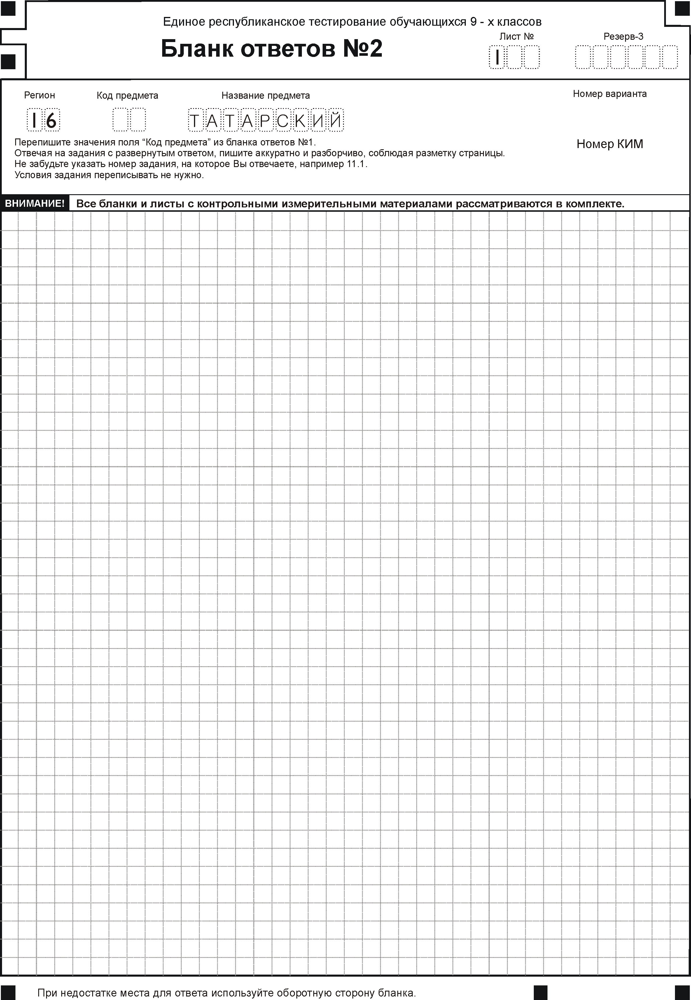 Единое республиканское тестирование обучающихся 9 - х классов
Бланк ответов №2
Лист №
Резерв-3
1
Регион
Код предмета
Название предмета
Номер варианта
16
ТАТАРСКИЙ
Перепишите значения поля “Код предмета” из бланка ответов №1.
Номер КИМ
Отвечая на задания с развернутым ответом, пишите аккуратно и разборчиво, соблюдая разметку страницы.
Не забудьте указать номер задания, на которое Вы отвечаете, например 11.1.
Условия задания переписывать не нужно.
ВНИМАНИЕ! Все бланки и листы с контрольными измерительными материалами рассматриваются в комплекте.
При недостатке места для ответа используйте оборотную сторону бланка.